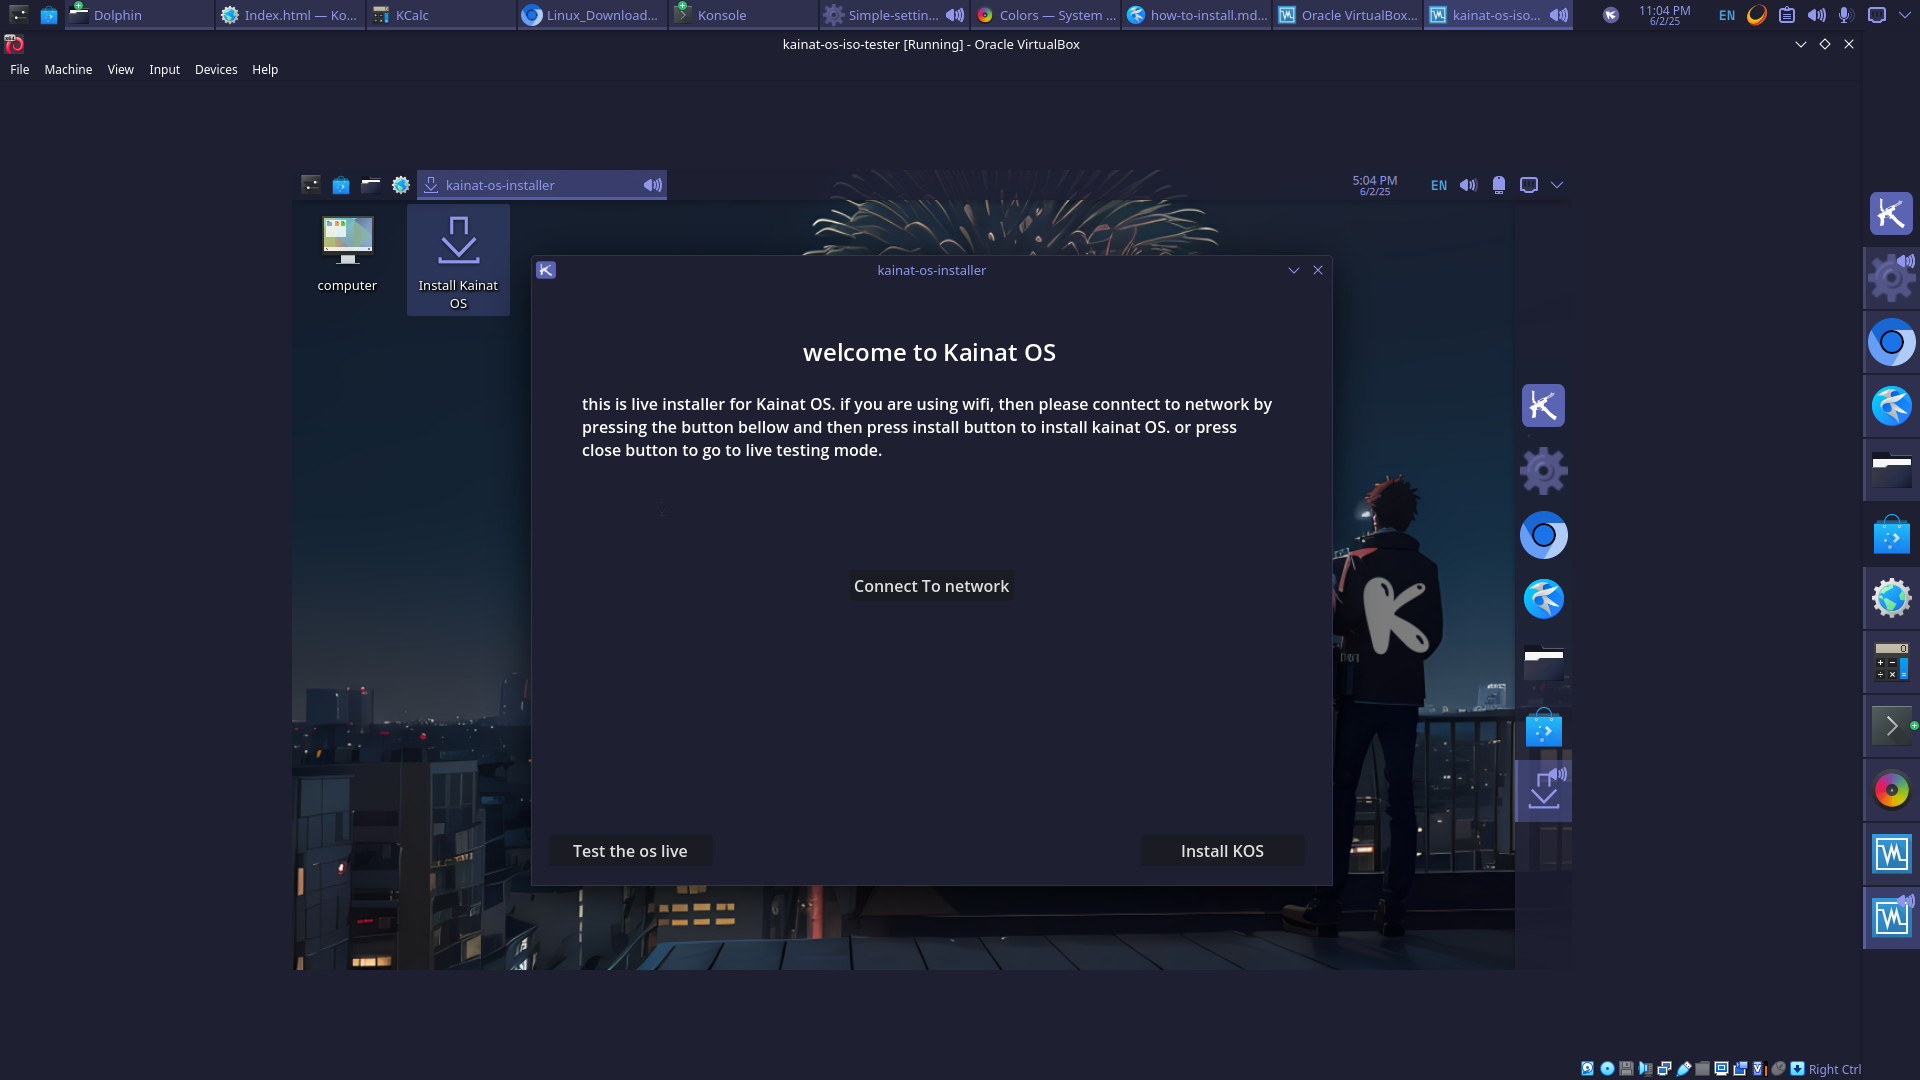 Dolphin
Index.html — Ko...
KCalc
Linux_Download...
Konsole
Simple-settin...
Colors — System ...
how-to-install.md...
Oracle VirtualBox...
kainat-os-iso...
11:04 PM
6/2/25
EN
kainat-os-iso-tester [Running] - Oracle VirtualBox
File Machine View Input Devices Help
kainat-os-installer
5:04 PM
6/2/25
EN
computer
Install Kainat
OS
kainat-os-installer
welcome to Kainat OS
this is live installer for Kainat OS. if you are using wifi, then please conntect to network by
pressing the button bellow and then press install button to install kainat OS. or press
close button to go to live testing mode.
Connect To network
Test the os live
Install KOS
Right Ctrl